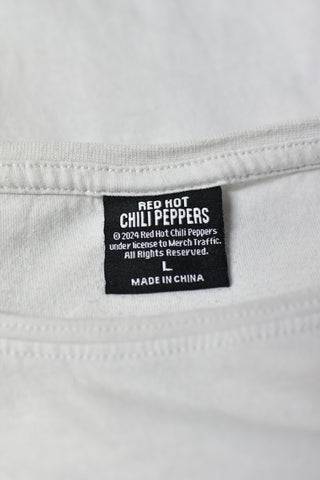 RED HOT
CHILI PEPPERS
© 2024 Red Hot Chili Peppers
under license to Merch Traffic.
All Rights Reserved.
L
MADE IN CHINA